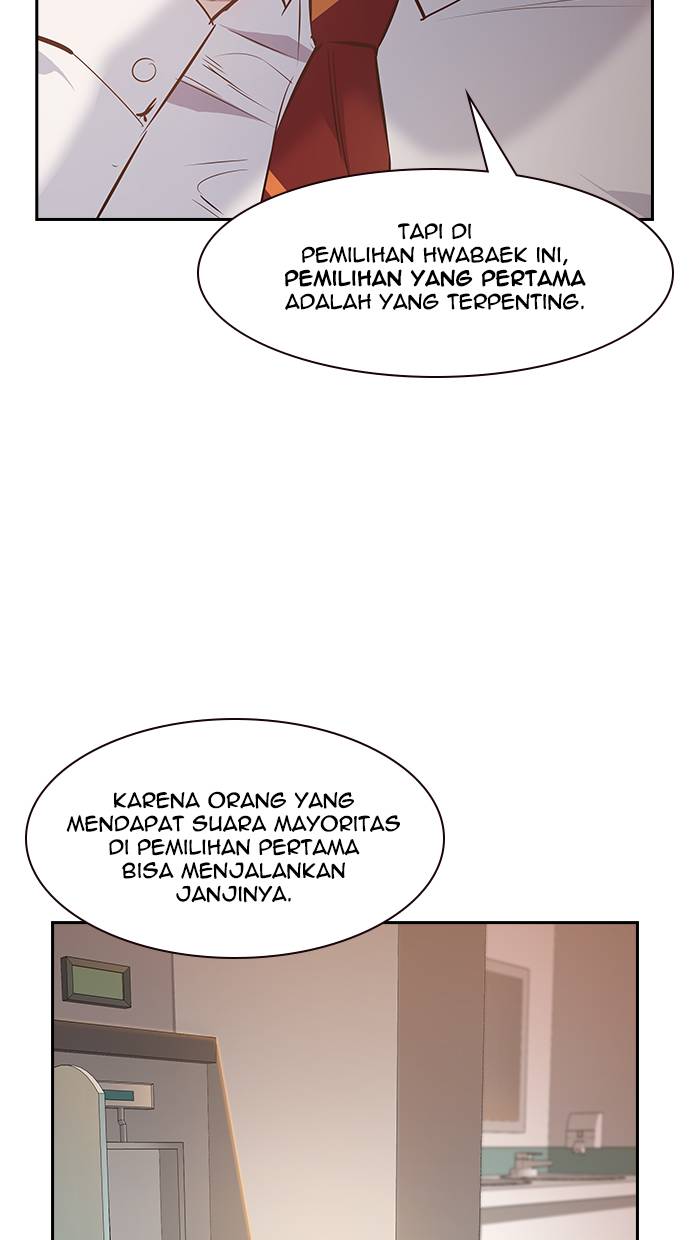 TAPI DI
PEMILIHAN HWABAEK INI,
PEMILIHAN YANG PERTAMA
ADALAH YANG TERPENTING.
KARENA ORANG YANG
MENDAPAT SUARA MAYORITAS
DI PEMILIHAN PERTAMA
BISA MENJALANKAN
JANJINYA.